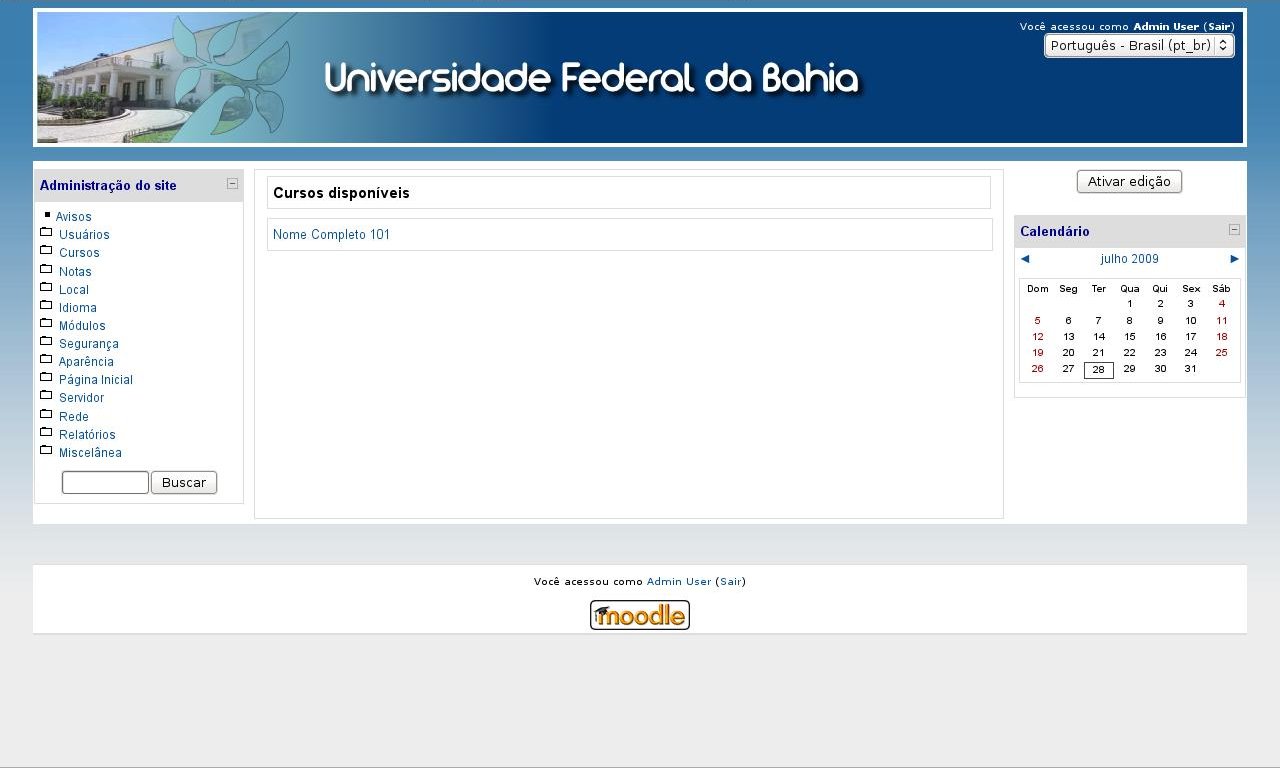 Você acessou como Admin User (Sair)
Português - Brasil (pt_br)
Universidade Federal da Bahia
Administração do site
Avisos
Usuários
Cursos
Notas
Local
Idioma
Módulos
Segurança
Aparência
Página Inicial
Servidor
Rede
Relatórios
Miscelânea
Buscar
Cursos disponíveis
Nome Completo 101
Ativar edição
Calendário
◄ julho 2009 ►
Dom Seg Ter Qua Qui Sex Sáb
1 2 3 4
5 6 7 8 9 10 11
12 13 14 15 16 17 18
19 20 21 22 23 24 25
26 27 28 29 30 31
Você acessou como Admin User (Sair)
moodle